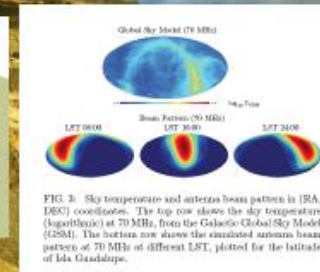 Global Sky Model (70 MHz)
Beam Pattern (70 MHz)
LST 08:00 LST 16:00 LST 24:00
FIG. 3: Sky temperature and antenna beam pattern in (RA,
DEC) coordinates. The top row shows the sky temperature
(logarithmic) at 70 MHz, from the Galactic Global Sky Model
(GSM). The bottom row shows the simulated antenna beam
pattern at 70 MHz at different LST, plotted for the latitude
of Isla Guadalupe.